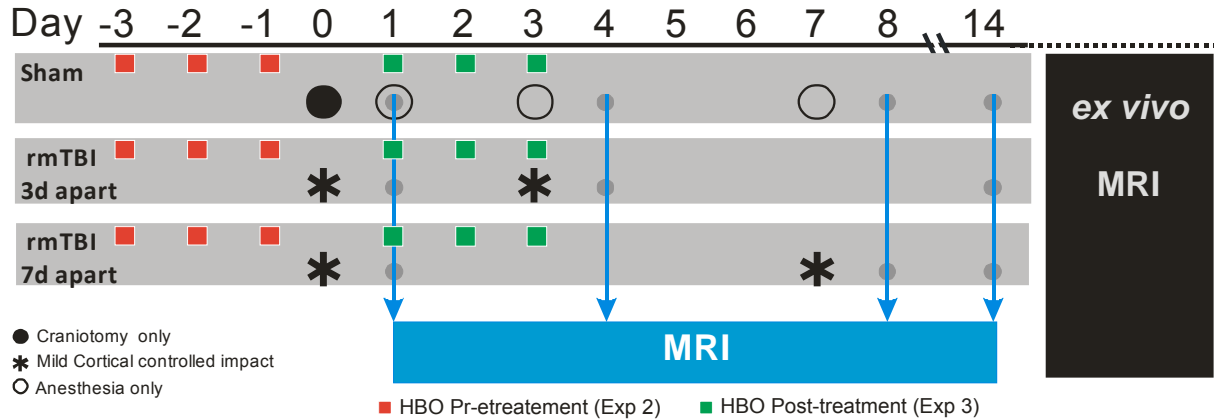 Day -3 -2 -1 0 1 2 3 4 5 6 7 8 14
Sham
rmTBI
3d apart
rmTBI
7d apart
ex vivo
MRI
MRI
Craniotomy only
Mild Cortical controlled impact
Anesthesia only
HBO Pr-etreatement (Exp 2) HBO Post-treatment (Exp 3)